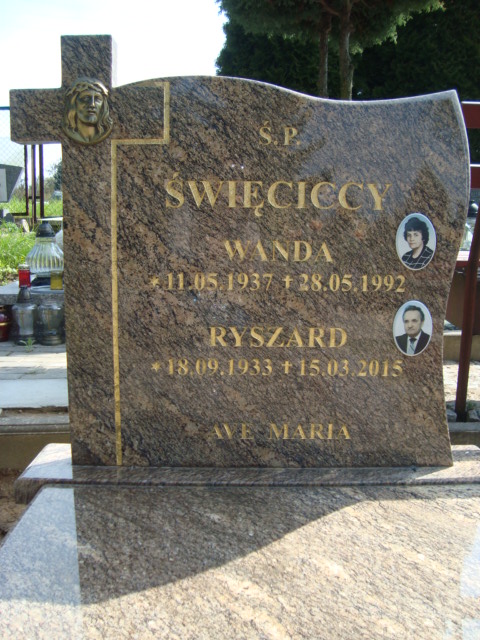 Ś.P.
ŚWIĘCICCY
WANDA
*11.05.1937 †28.05.1992
RYSZARD
*18.09.1933 †15.03.2015
AVE MARIA